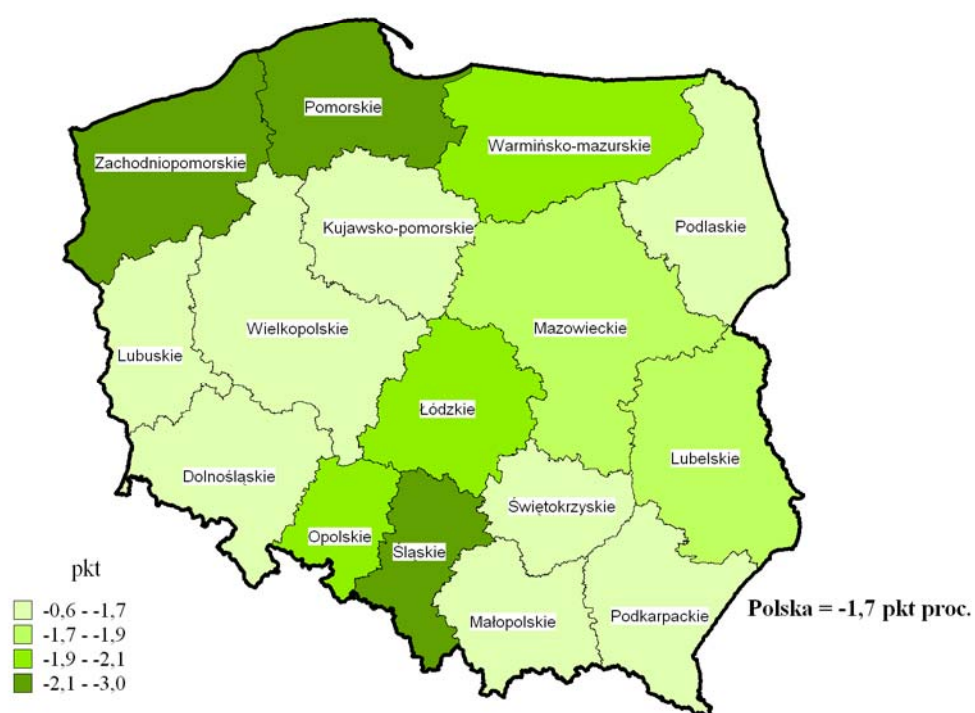 Pomorskie
Warmińsko-mazurskie
Zachodniopomorskie
Kujawsko-pomorskie
Podlaskie
Wielkopolskie
Mazowieckie
Lubuskie
Łódzkie
Lubelskie
Dolnośląskie
Świętokrzyskie
Opolskie
Śląskie
Małopolskie
Podkarpackie
pkt
-0,6 - -1,7
-1,7 - -1,9
-1,9 - -2,1
-2,1 - -3,0
Polska = -1,7 pkt proc.